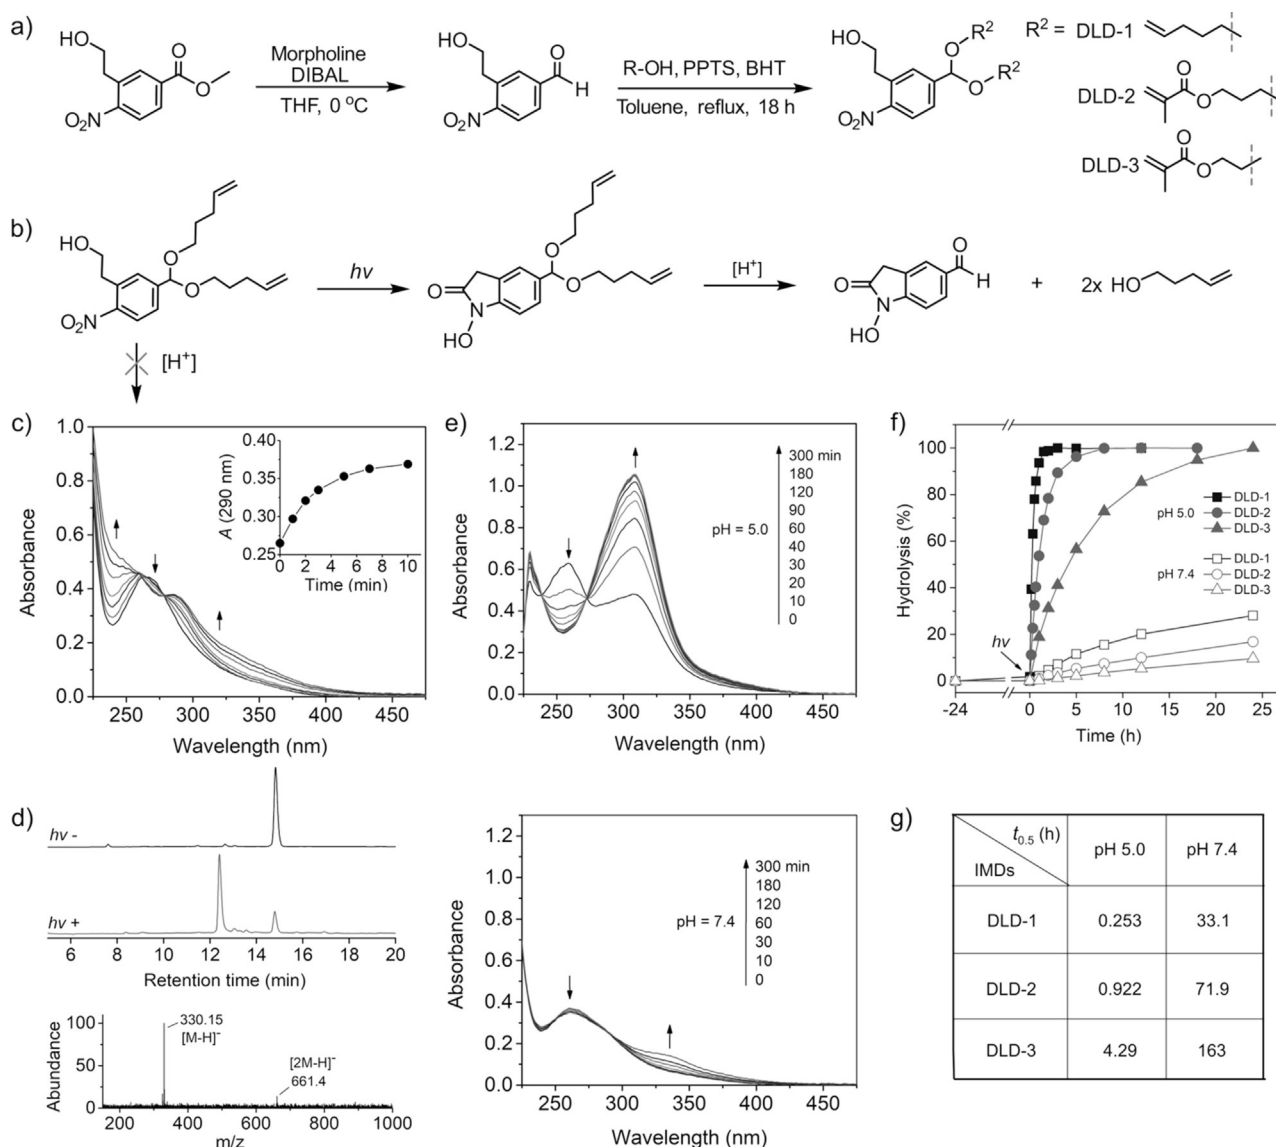 a)
HO
O
O
O₂N
Morpholine
DIBAL
THF, 0 °C
HO
O
H
O₂N
R-OH, PPTS, BHT
Toluene, reflux, 18 h
HO
O
R²
O
R²
O₂N
R² = DLD-1
DLD-2
O
O
DLD-3
O
O
b)
HO
O
O
O₂N
hν
O
O
O
N
HO
[H⁺]
O
O
H
N
HO
+
2x HO
[H⁺]
c)
1.0
0.8
0.6
0.4
0.2
0.0
Absorbance
250 300 350 400 450
Wavelength (nm)
0.40
0.35
0.30
0.25
A (290 nm)
0 2 4 6 8 10
Time (min)
e)
1.2
1.0
0.8
0.6
0.4
0.2
0.0
Absorbance
pH = 5.0
300 min
180
120
90
60
40
30
20
10
0
250 300 350 400 450
Wavelength (nm)
f)
100
80
60
40
20
0
Hydrolysis (%)
hν
DLD-1
pH 5.0 DLD-2
DLD-3
DLD-1
pH 7.4 DLD-2
DLD-3
-24 0 5 10 15 20 25
Time (h)
d)
hν -
hν +
6 8 10 12 14 16 18 20
Retention time (min)
100
50
0
Abundance
330.15
[M-H]⁻
[2M-H]⁻
661.4
200 400 600 800 1000
m/z
1.2
1.0
0.8
0.6
0.4
0.2
0.0
Absorbance
pH = 7.4
300 min
180
120
60
30
10
0
250 300 350 400 450
Wavelength (nm)
g)
t₀.₅ (h)
IMDs
pH 5.0
pH 7.4
DLD-1 0.253 33.1
DLD-2 0.922 71.9
DLD-3 4.29 163